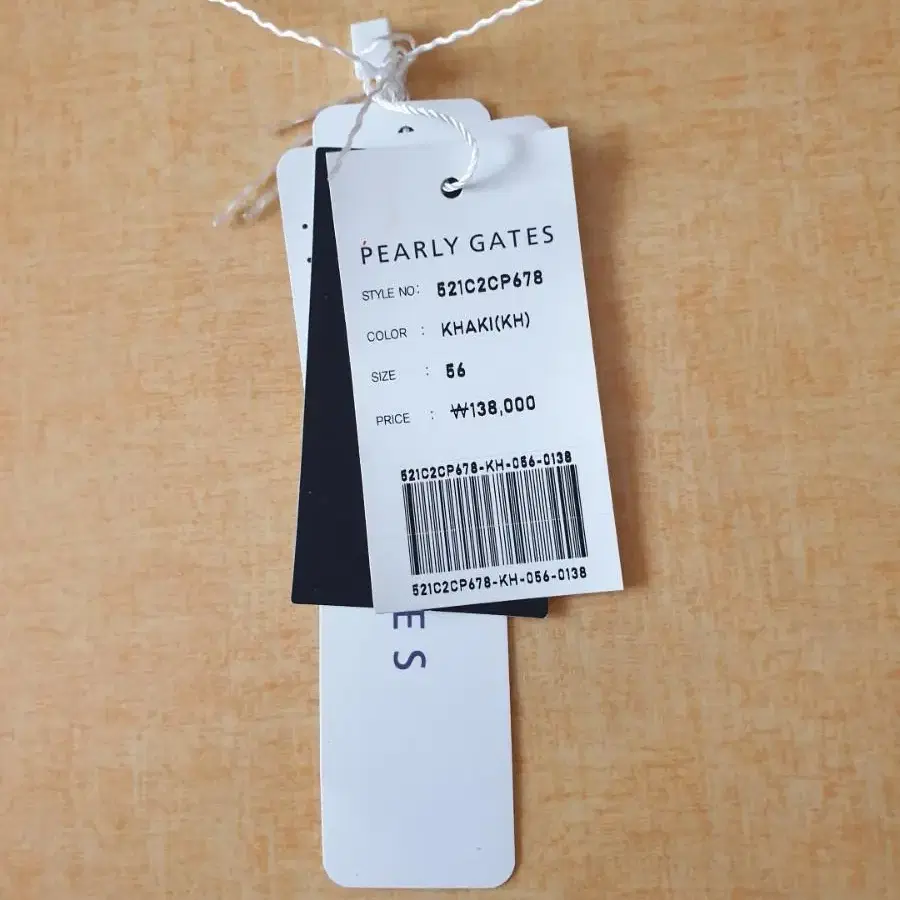 PEARLY GATES
STYLE NO: 521C2CP678
COLOR : KHAKI(KH)
SIZE : 56
PRICE : ₩138,000
521C2CP678-KH-056-0138
521C2CP678-KH-056-0138
ES